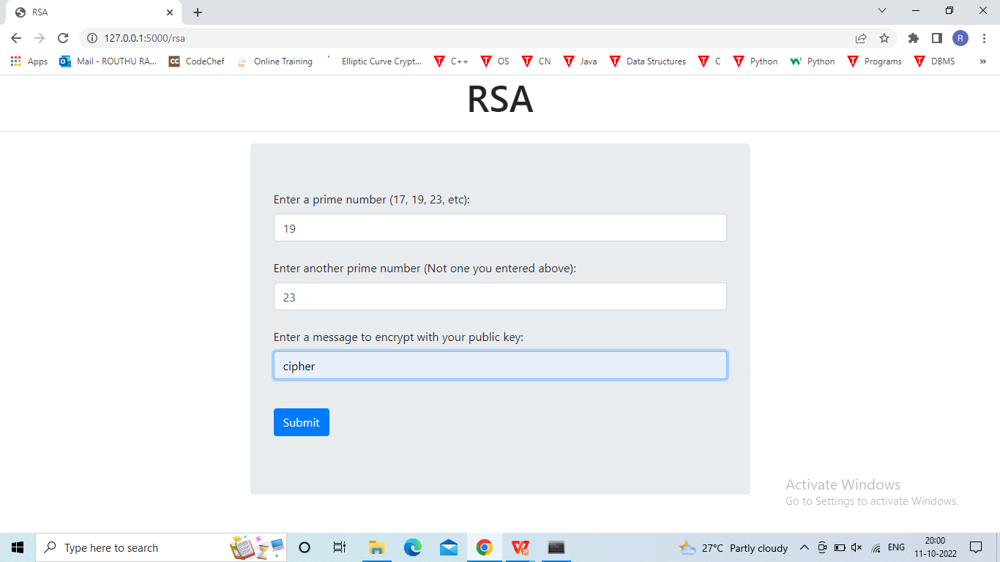 RSA
127.0.0.1:5000/rsa
Apps Mail - ROUTHU RA... CC CodeChef Online Training Elliptic Curve Crypt... T C++ T OS T CN T Java T Data Structures T C T Python Python T Programs T DBMS »
RSA
Enter a prime number (17, 19, 23, etc):
19
Enter another prime number (Not one you entered above):
23
Enter a message to encrypt with your public key:
cipher
Submit
Activate Windows
Go to Settings to activate Windows.
Type here to search
27°C Partly cloudy ENG
20:00
11-10-2022
R